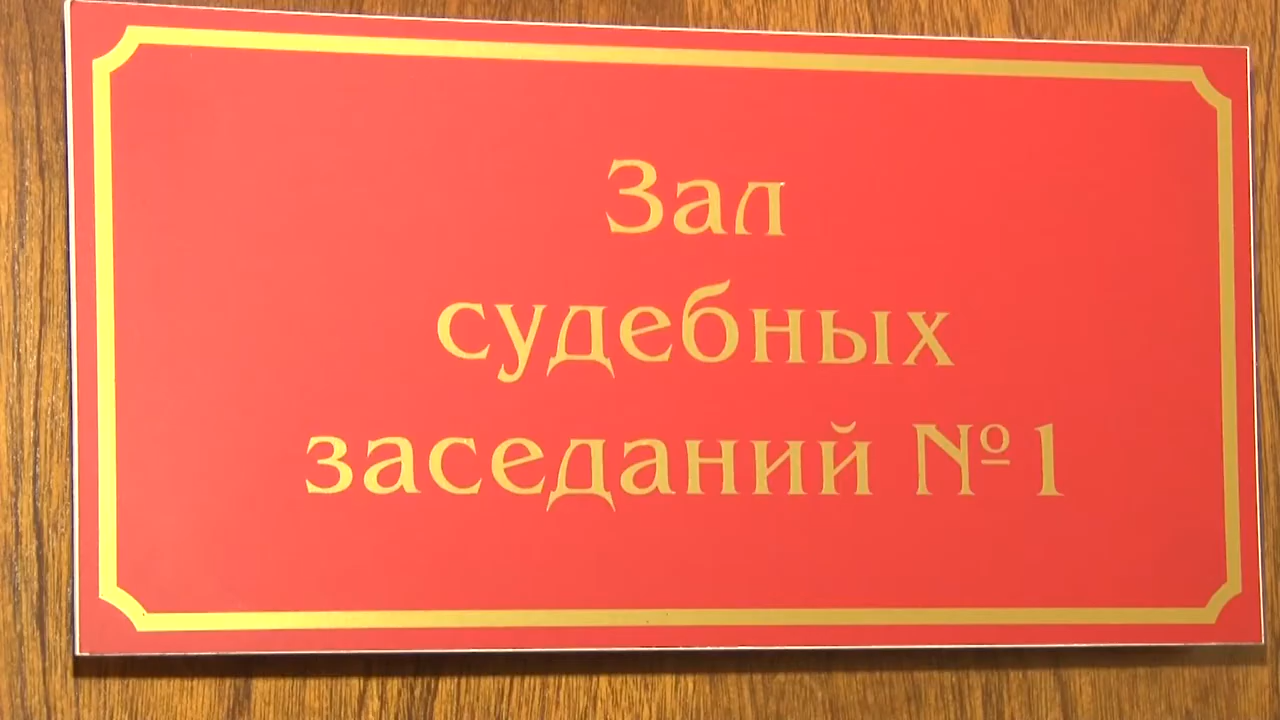 Зал
судебных
заседаний №1